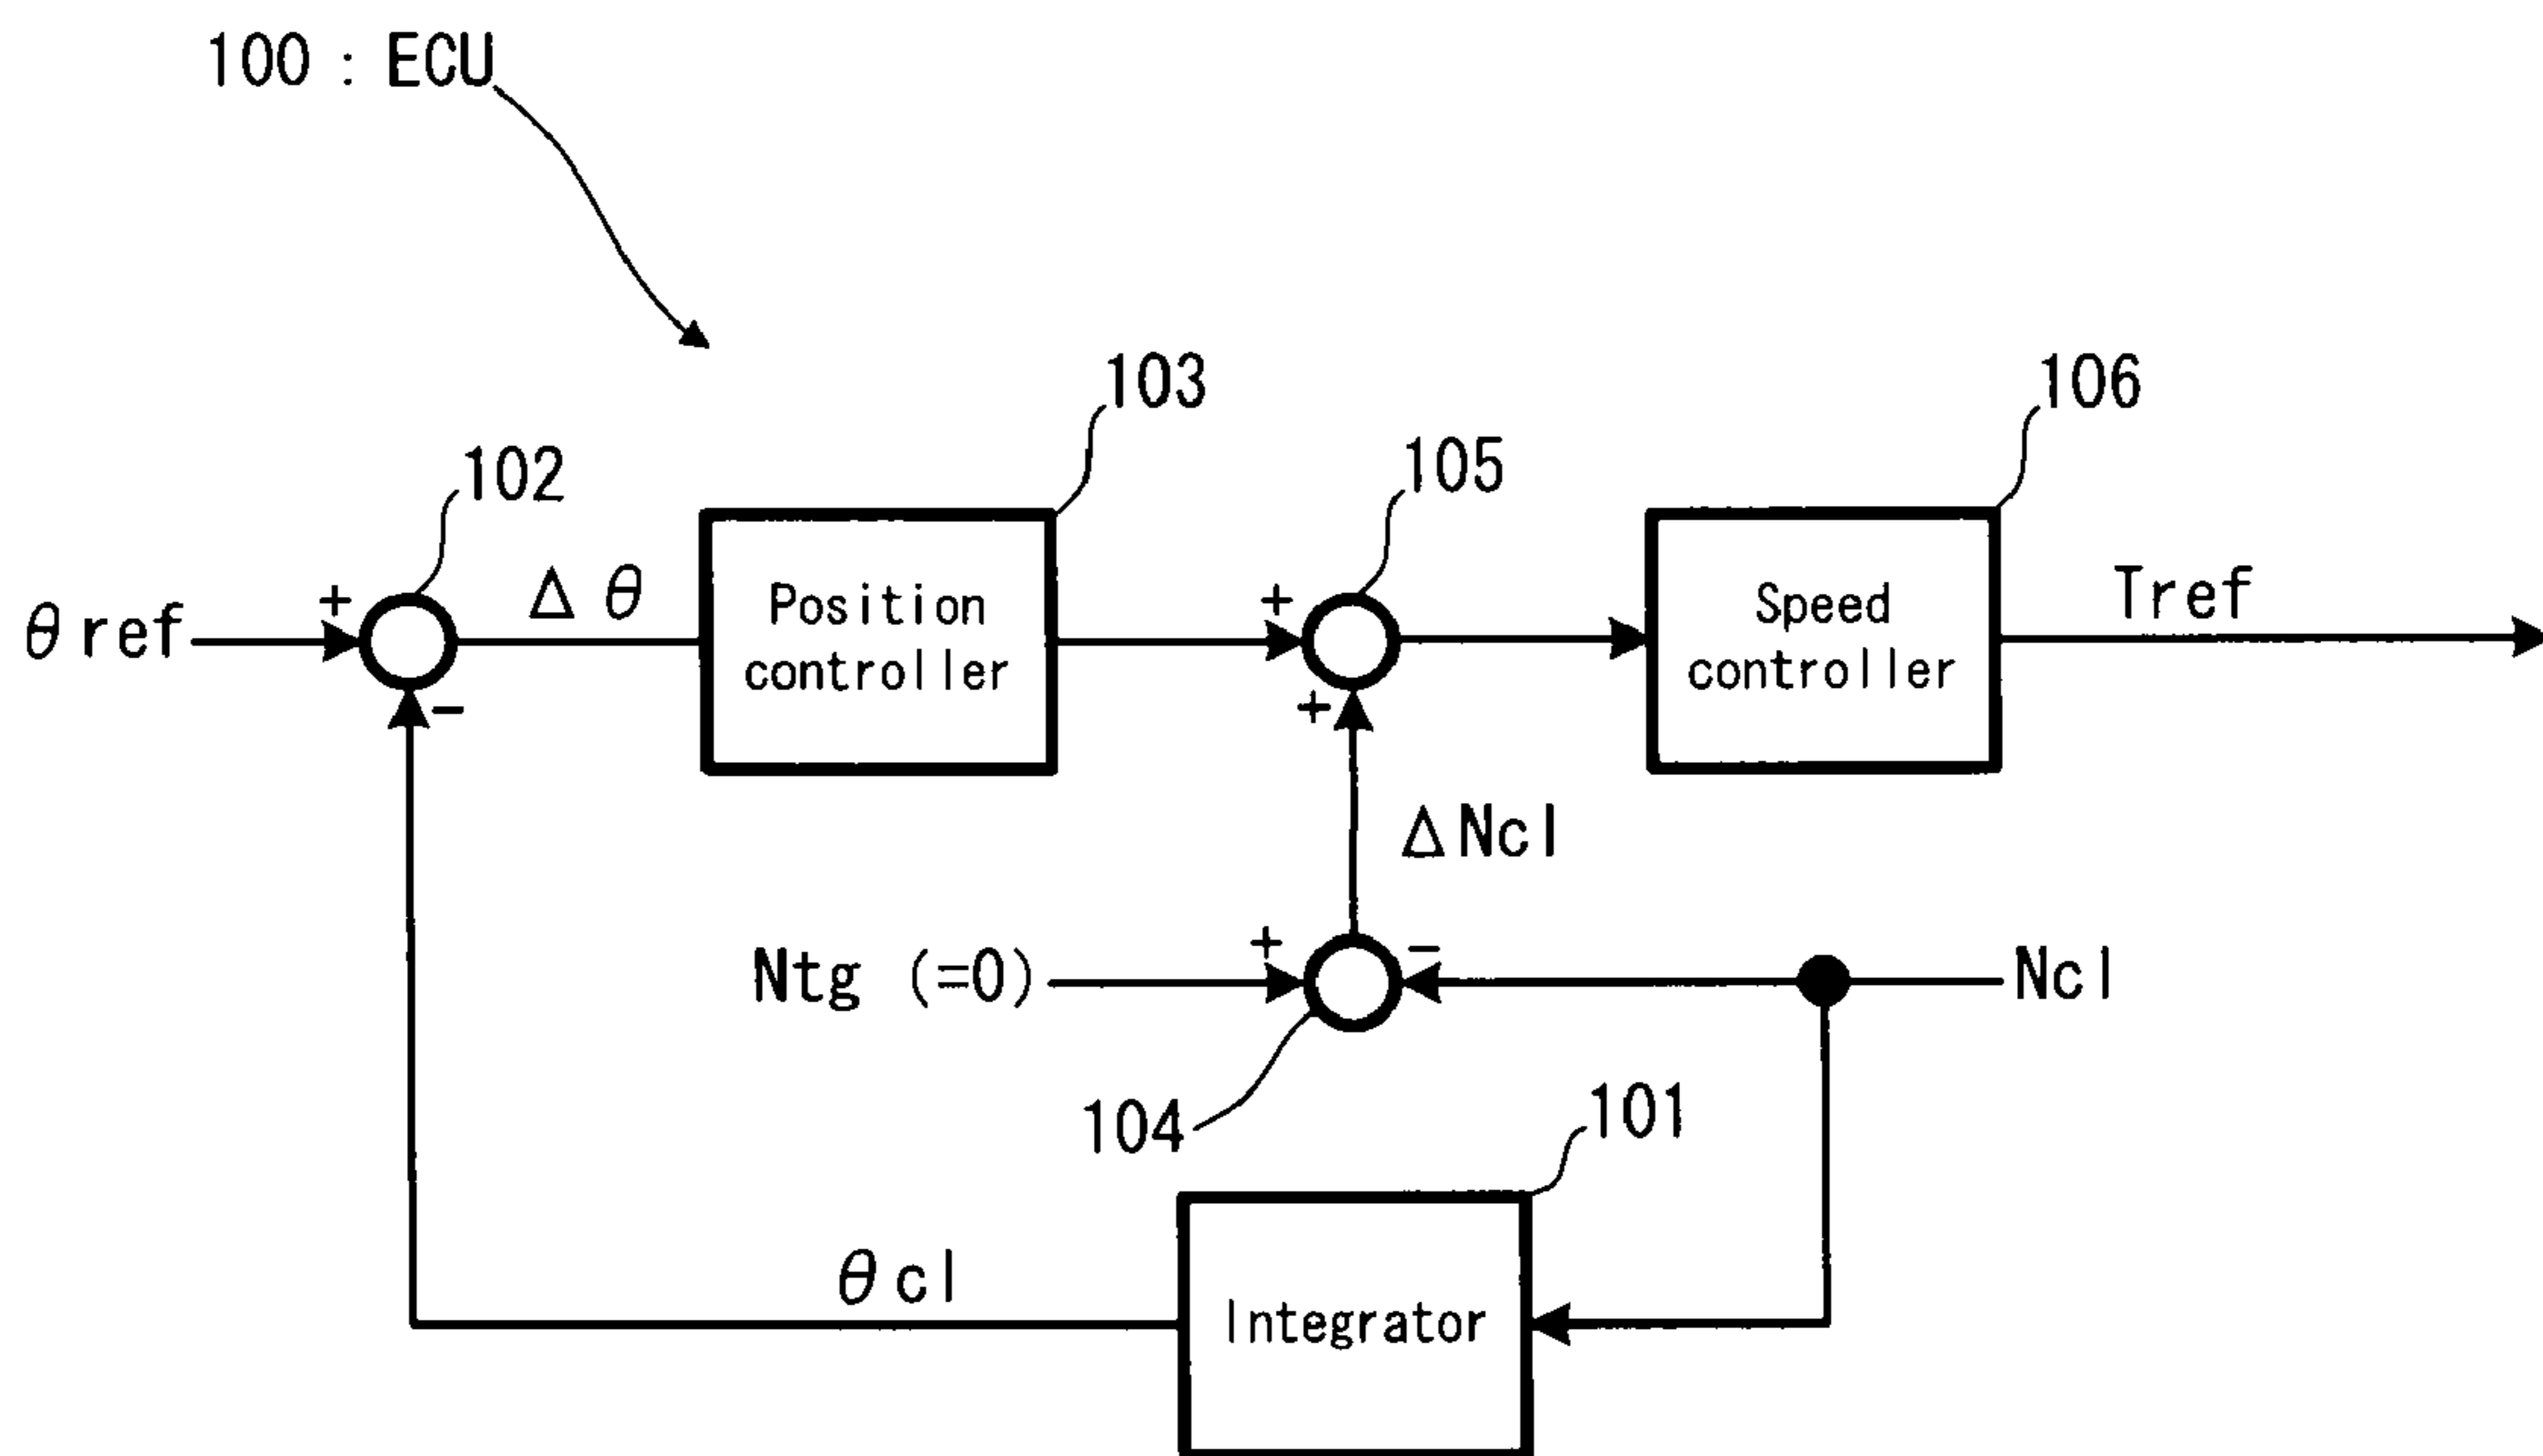 100 : ECU
103
106
102
105
θref
+
Δθ
Position
controller
+
Speed
controller
Tref
-
+
ΔNcl
Ntg (=0)
+
-
Ncl
104
101
θcl
Integrator